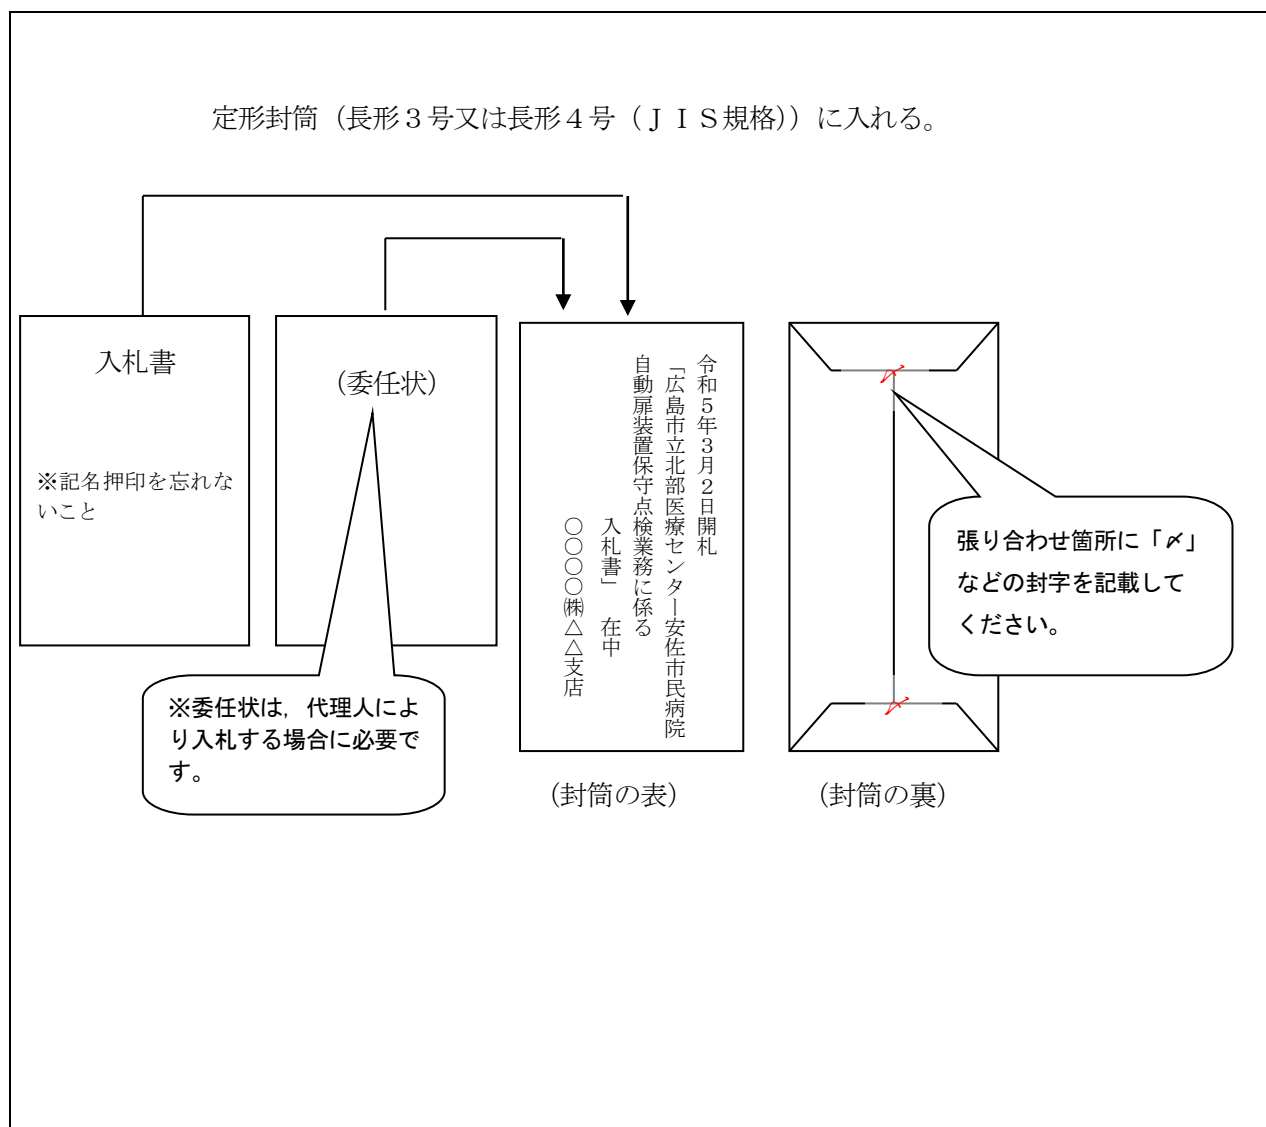 定形封筒（長形３号又は長形４号（ＪＩＳ規格））に入れる。
入札書
※記名押印を忘れな
いこと
（委任状）
※委任状は，代理人によ
り入札する場合に必要で
す。
令和５年３月２日開札
「広島市立北部医療センター安佐市民病院
自動扉装置保守点検業務に係る
入札書」　在中
○○○○㈱△△支店
（封筒の表）
〆
〆
張り合わせ箇所に「〆」
などの封字を記載して
ください。
（封筒の裏）